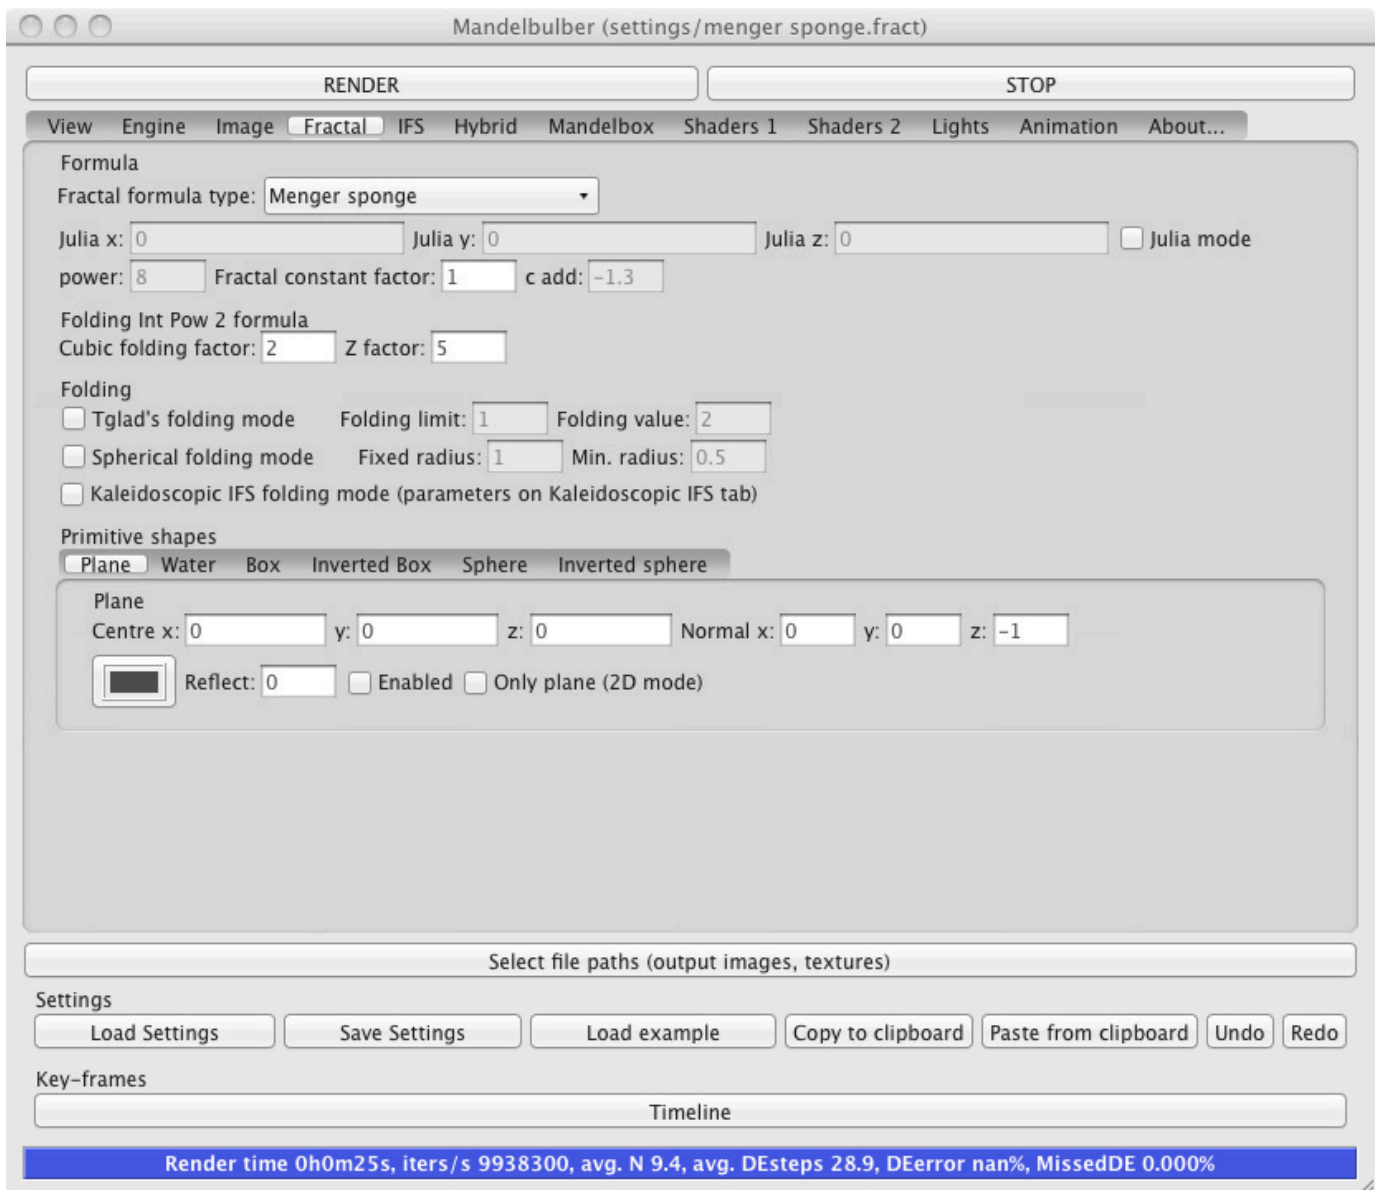 Mandelbulber (settings/menger sponge.fract)
RENDER STOP
View Engine Image Fractal IFS Hybrid Mandelbox Shaders 1 Shaders 2 Lights Animation About...
Formula
Fractal formula type: Menger sponge
Julia x: 0 Julia y: 0 Julia z: 0 Julia mode
power: 8 Fractal constant factor: 1 c add: -1.3
Folding Int Pow 2 formula
Cubic folding factor: 2 Z factor: 5
Folding
Tglad's folding mode Folding limit: 1 Folding value: 2
Spherical folding mode Fixed radius: 1 Min. radius: 0.5
Kaleidoscopic IFS folding mode (parameters on Kaleidoscopic IFS tab)
Primitive shapes
Plane Water Box Inverted Box Sphere Inverted sphere
Plane
Centre x: 0 y: 0 z: 0 Normal x: 0 y: 0 z: -1
Reflect: 0 Enabled Only plane (2D mode)
Select file paths (output images, textures)
Settings
Load Settings Save Settings Load example Copy to clipboard Paste from clipboard Undo Redo
Key-frames
Timeline
Render time 0h0m25s, iters/s 9938300, avg. N 9.4, avg. DEsteps 28.9, DEerror nan%, MissedDE 0.000%